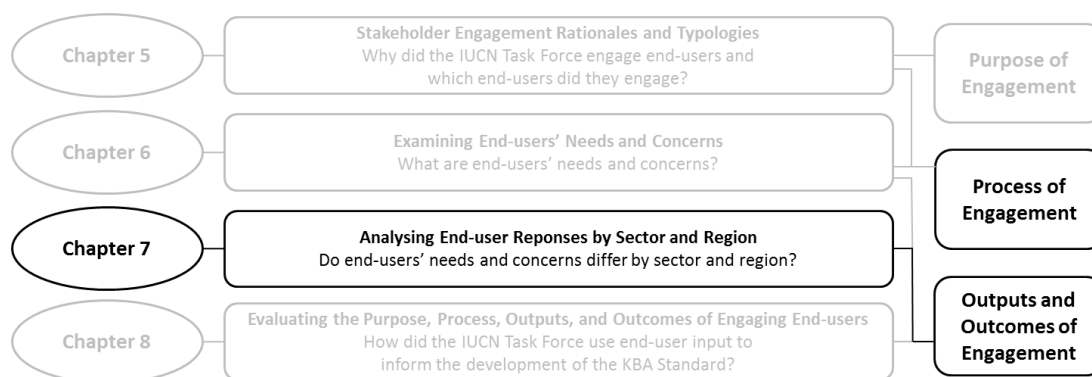 Chapter 5
Stakeholder Engagement Rationales and Typologies
Why did the IUCN Task Force engage end-users and
which end-users did they engage?
Purpose of
Engagement
Chapter 6
Examining End-users' Needs and Concerns
What are end-users' needs and concerns?
Process of
Engagement
Chapter 7
Analysing End-user Reponses by Sector and Region
Do end-users' needs and concerns differ by sector and region?
Outputs and
Outcomes of
Engagement
Chapter 8
Evaluating the Purpose, Process, Outputs, and Outcomes of Engaging End-users
How did the IUCN Task Force use end-user input to
inform the development of the KBA Standard?